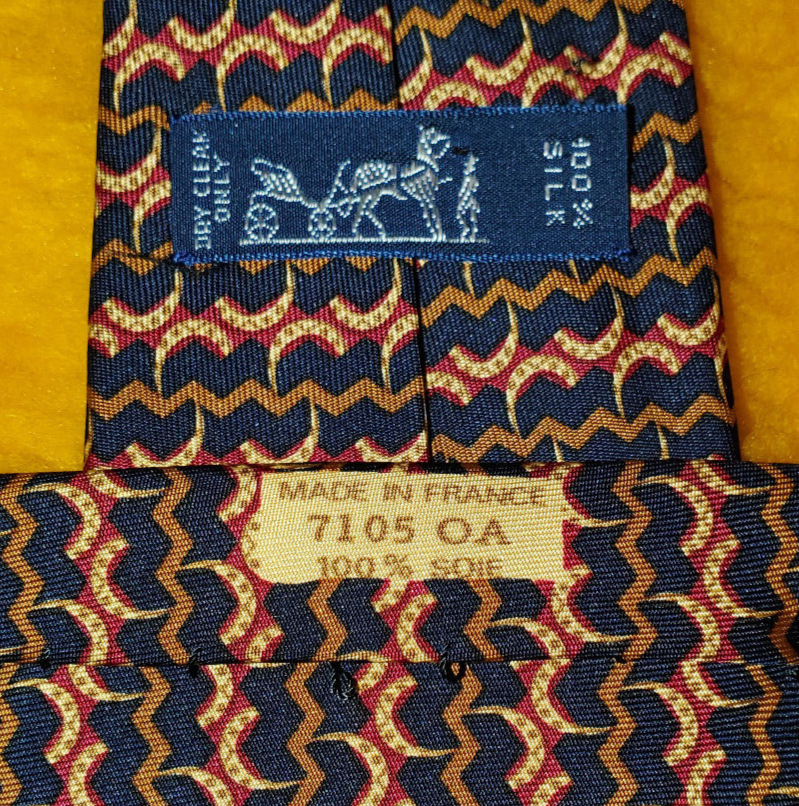 DRY CLEAN
ONLY
100 %
SILK
MADE IN FRANCE
7105 OA
100 % SOIE